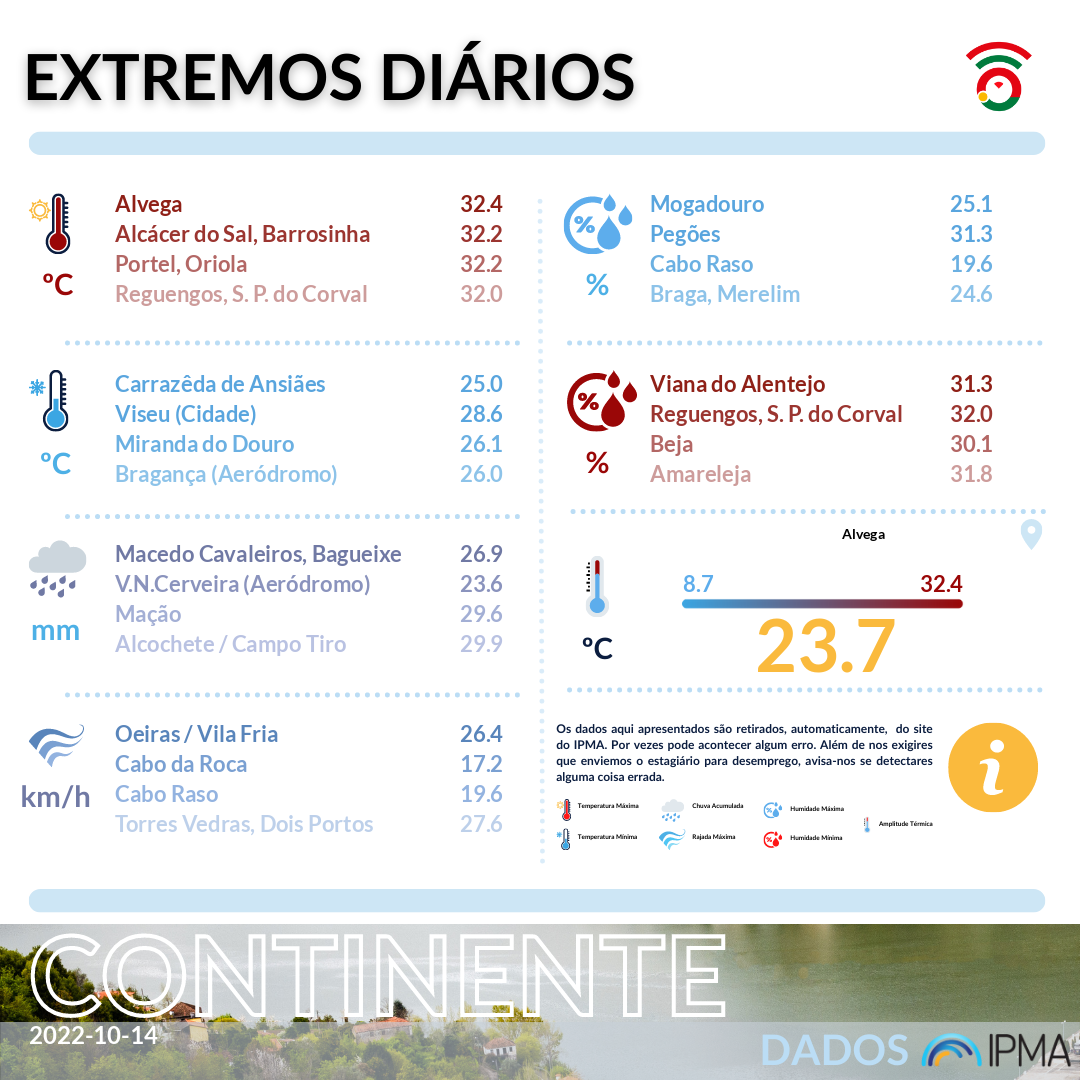 EXTREMOS DIÁRIOS
Alvega 32.4
Alcácer do Sal, Barrosinha 32.2
Portel, Oriola 32.2
Reguengos, S. P. do Corval 32.0
ºC
Carrazêda de Ansiães 25.0
Viseu (Cidade) 28.6
Miranda do Douro 26.1
Bragança (Aeródromo) 26.0
ºC
Macedo Cavaleiros, Bagueixe 26.9
V.N.Cerveira (Aeródromo) 23.6
Mação 29.6
Alcochete / Campo Tiro 29.9
mm
Oeiras / Vila Fria 26.4
Cabo da Roca 17.2
Cabo Raso 19.6
Torres Vedras, Dois Portos 27.6
km/h
Mogadouro 25.1
Pegões 31.3
Cabo Raso 19.6
Braga, Merelim 24.6
%
%
Viana do Alentejo 31.3
Reguengos, S. P. do Corval 32.0
Beja 30.1
Amareleja 31.8
%
%
Alvega
8.7 32.4
23.7
ºC
Os dados aqui apresentados são retirados, automaticamente, do site
do IPMA. Por vezes pode acontecer algum erro. Além de nos exigires
que enviemos o estagiário para desemprego, avisa-nos se detectares
alguma coisa errada.
i
Temperatura Máxima Chuva Acumulada Humidade Máxima
Amplitude Térmica
Temperatura Mínima Rajada Máxima Humidade Mínima
CONTINENTE
2022-10-14
DADOS IPMA